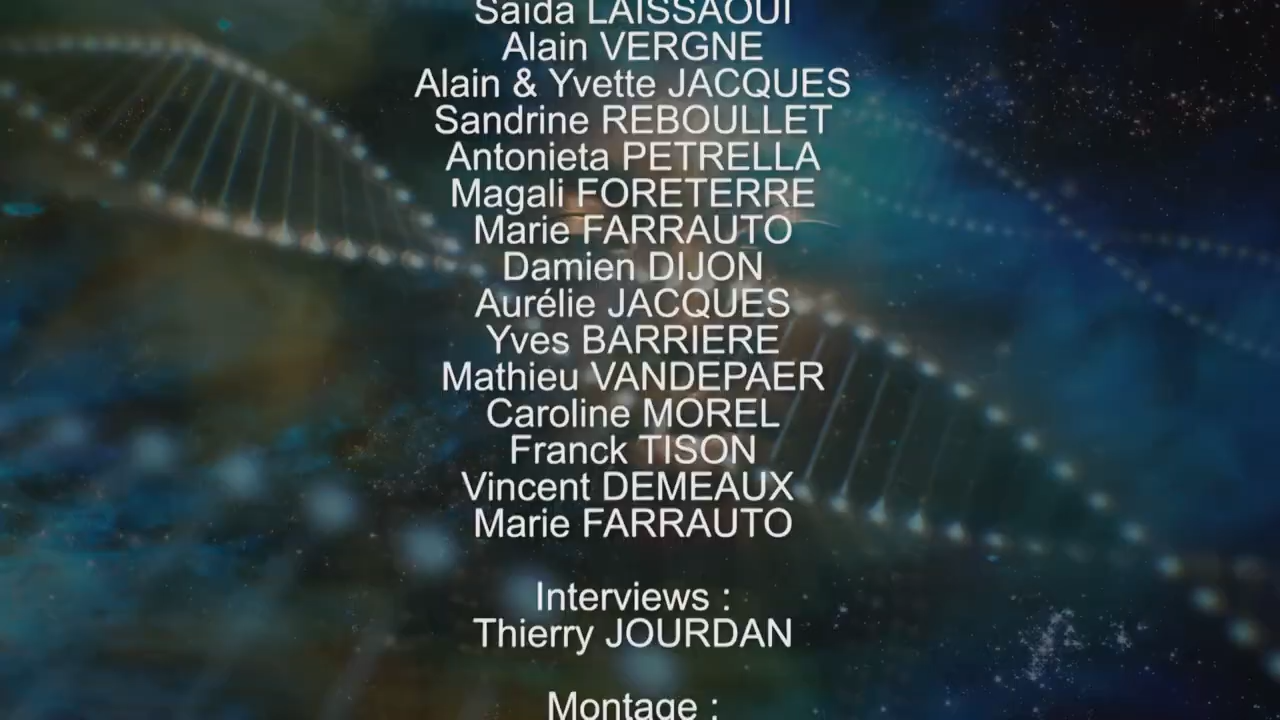 Saïda LAISSAOUI
Alain VERGNE
Alain & Yvette JACQUES
Sandrine REBOULLET
Antonieta PETRELLA
Magali FORETERRE
Marie FARRAUTO
Damien DIJON
Aurélie JACQUES
Yves BARRIERE
Mathieu VANDEPAER
Caroline MOREL
Franck TISON
Vincent DEMEAUX
Marie FARRAUTO
Interviews :
Thierry JOURDAN
Montage :